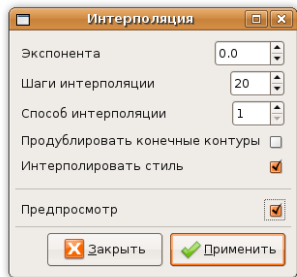 Интерполяция
Экспонента 0.0
Шаги интерполяции 20
Способ интерполяции 1
Продублировать конечные контуры
Интерполировать стиль
Предпросмотр
Закрыть Применить